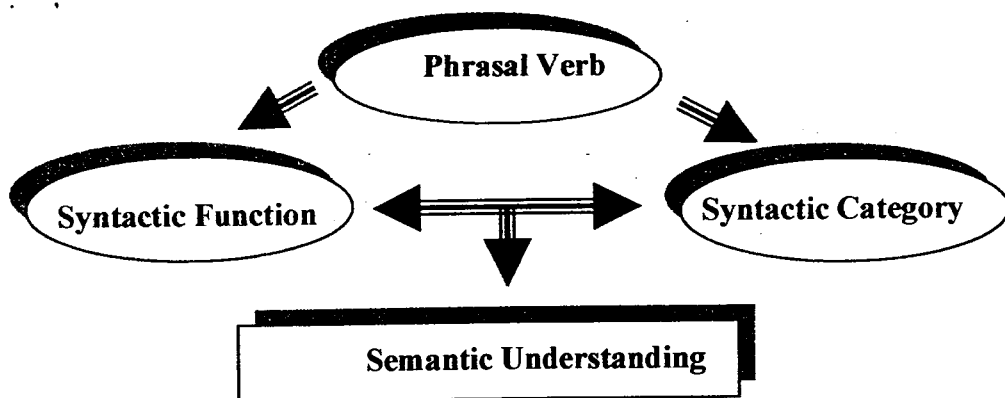 Phrasal Verb
Syntactic Function
Syntactic Category
Semantic Understanding